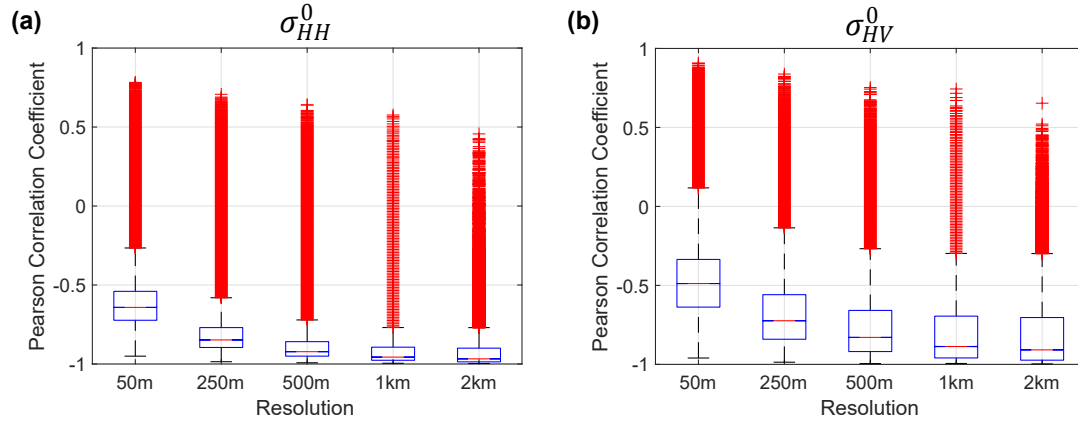 (a)
σ⁰HH
Pearson Correlation Coefficient
1
0.5
0
-0.5
-1
50m 250m 500m 1km 2km
Resolution
(b)
σ⁰HV
Pearson Correlation Coefficient
1
0.5
0
-0.5
-1
50m 250m 500m 1km 2km
Resolution